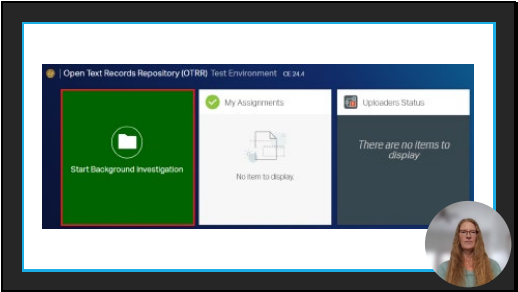 Open Text Records Repository (OTRR) Test Environment CE 24.4
My Assignments
Uploaders Status
Start Background Investigation
No item to display.
There are no items to
display